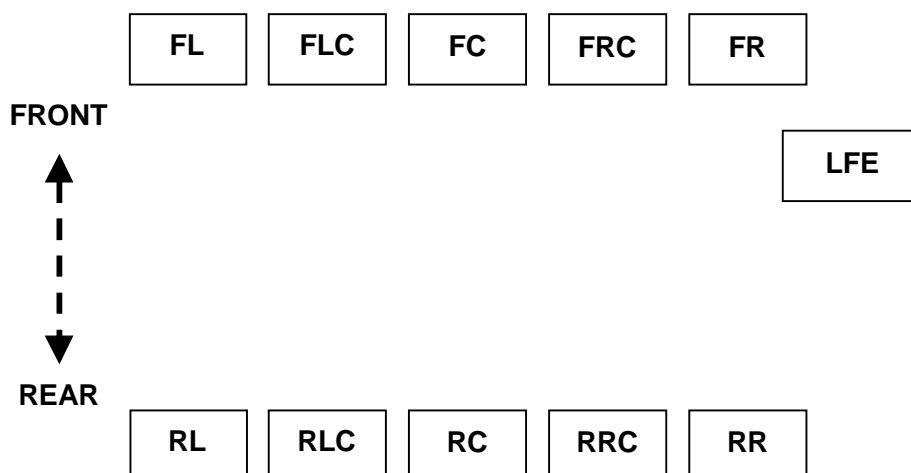 FL FLC FC FRC FR
FRONT
LFE
REAR
RL RLC RC RRC RR